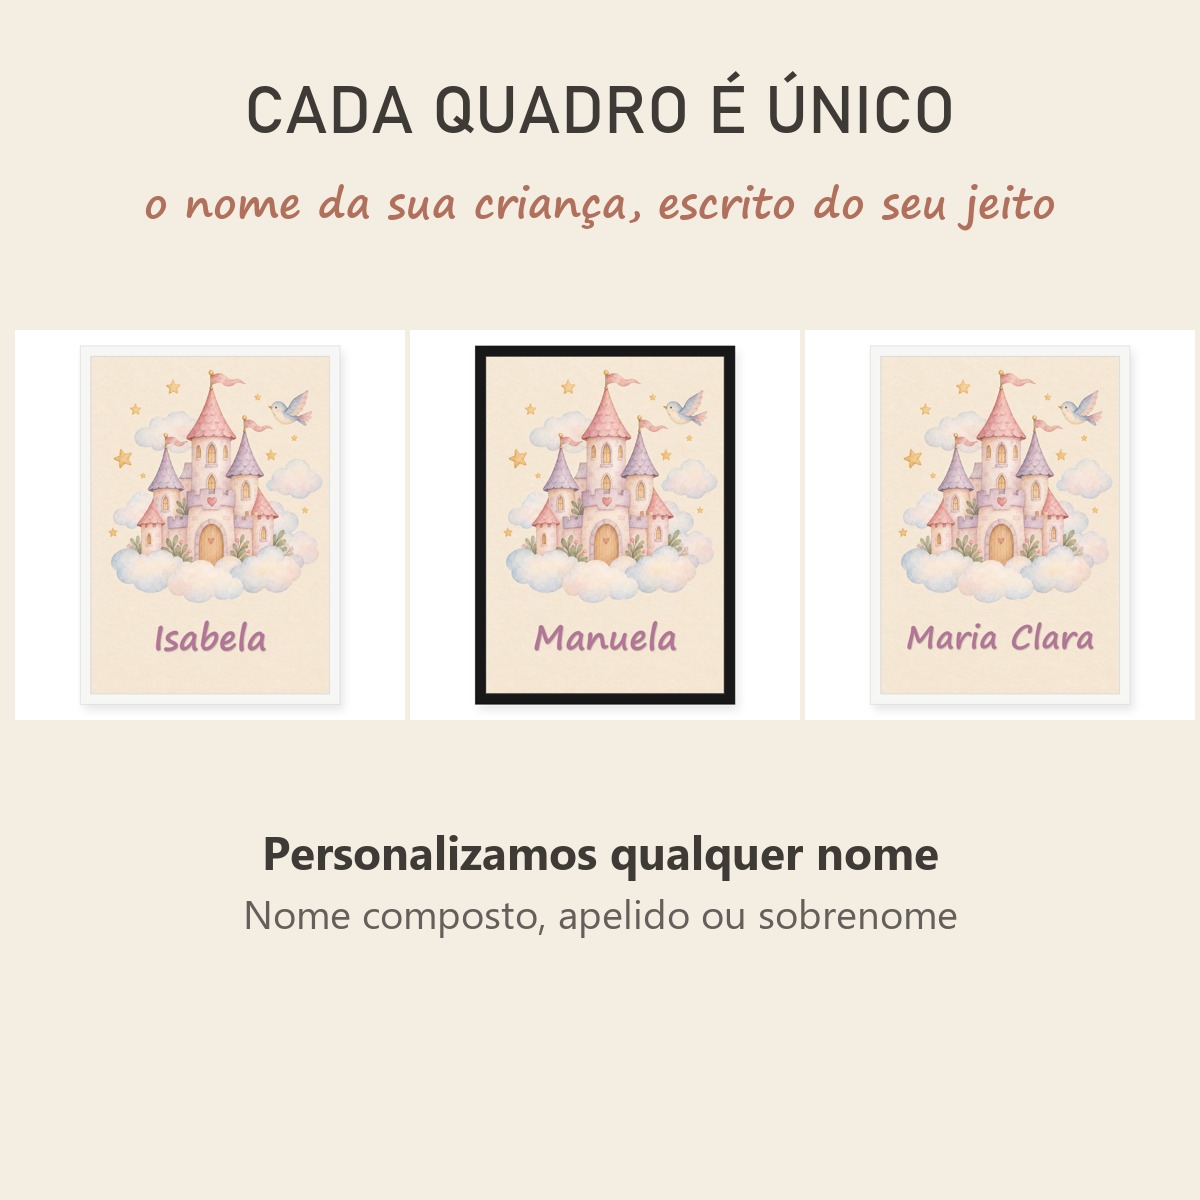 CADA QUADRO É ÚNICO
o nome da sua criança, escrito do seu jeito
Isabela
Manuela
Maria Clara
Personalizamos qualquer nome
Nome composto, apelido ou sobrenome